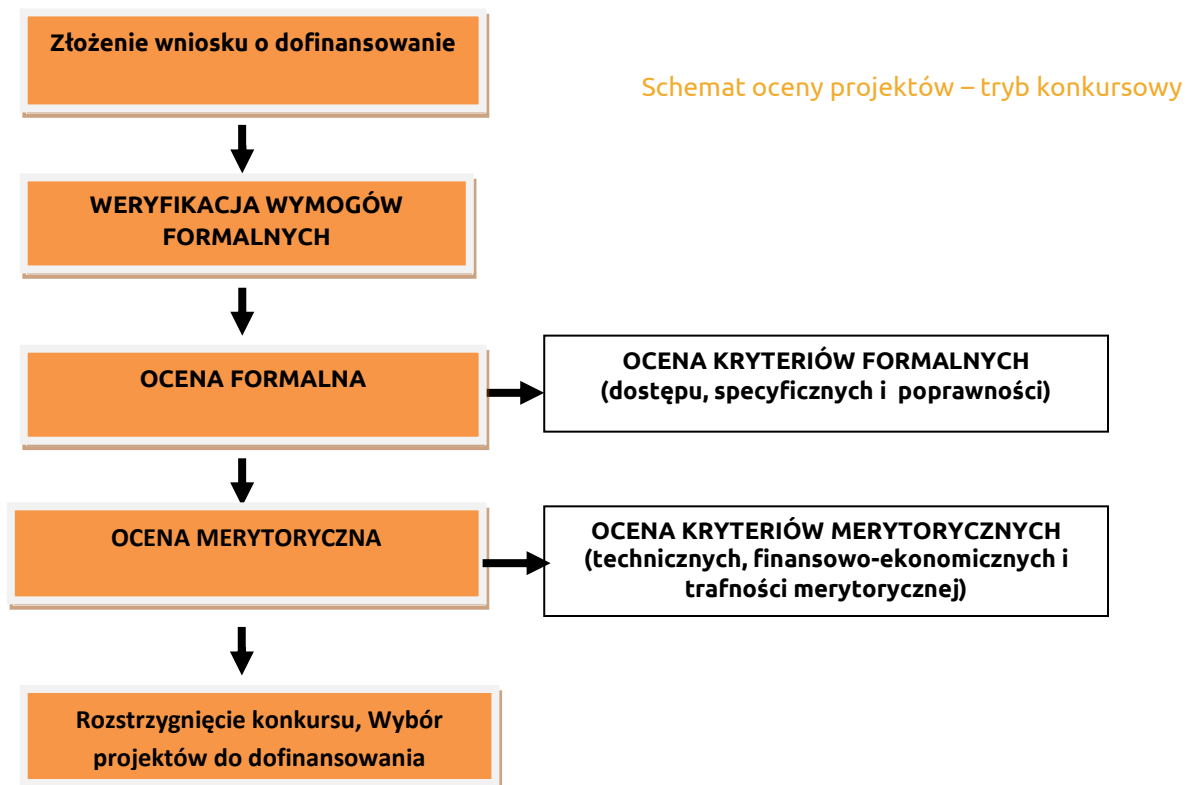 Złożenie wniosku o dofinansowanie
Schemat oceny projektów – tryb konkursowy
WERYFIKACJA WYMOGÓW
FORMALNYCH
OCENA FORMALNA
OCENA KRYTERIÓW FORMALNYCH
(dostępu, specyficznych i poprawności)
OCENA MERYTORYCZNA
OCENA KRYTERIÓW MERYTORYCZNYCH
(technicznych, finansowo-ekonomicznych i
trafności merytorycznej)
Rozstrzygnięcie konkursu, Wybór
projektów do dofinansowania